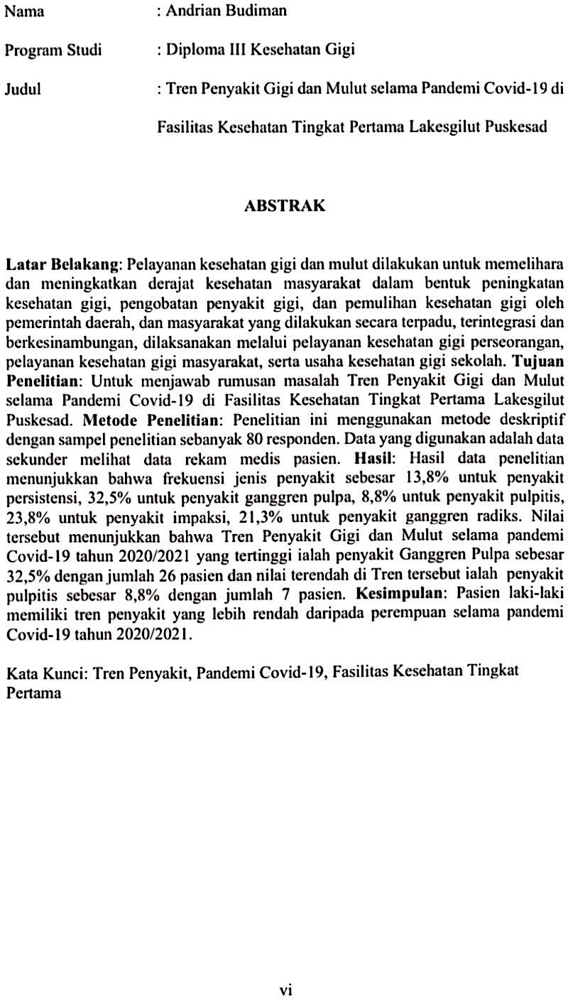 Nama : Andrian Budiman
Program Studi : Diploma III Kesehatan Gigi
Judul : Tren Penyakit Gigi dan Mulut selama Pandemi Covid-19 di
Fasilitas Kesehatan Tingkat Pertama Lakesgilut Puskesad
ABSTRAK
Latar Belakang: Pelayanan kesehatan gigi dan mulut dilakukan untuk memelihara
dan meningkatkan derajat kesehatan masyarakat dalam bentuk peningkatan
kesehatan gigi, pengobatan penyakit gigi, dan pemulihan kesehatan gigi oleh
pemerintah daerah, dan masyarakat yang dilakukan secara terpadu, terintegrasi dan
berkesinambungan, dilaksanakan melalui pelayanan kesehatan gigi perseorangan,
pelayanan kesehatan gigi masyarakat, serta usaha kesehatan gigi sekolah. Tujuan
Penelitian: Untuk menjawab rumusan masalah Tren Penyakit Gigi dan Mulut
selama Pandemi Covid-19 di Fasilitas Kesehatan Tingkat Pertama Lakesgilut
Puskesad. Metode Penelitian: Penelitian ini menggunakan metode deskriptif
dengan sampel penelitian sebanyak 80 responden. Data yang digunakan adalah data
sekunder melihat data rekam medis pasien. Hasil: Hasil data penelitian
menunjukkan bahwa frekuensi jenis penyakit sebesar 13,8% untuk penyakit
persistensi, 32,5% untuk penyakit ganggren pulpa, 8,8% untuk penyakit pulpitis,
23,8% untuk penyakit impaksi, 21,3% untuk penyakit ganggren radiks. Nilai
tersebut menunjukkan bahwa Tren Penyakit Gigi dan Mulut selama pandemi
Covid-19 tahun 2020/2021 yang tertinggi ialah penyakit Ganggren Pulpa sebesar
32,5% dengan jumlah 26 pasien dan nilai terendah di Tren tersebut ialah penyakit
pulpitis sebesar 8,8% dengan jumlah 7 pasien. Kesimpulan: Pasien laki-laki
memiliki tren penyakit yang lebih rendah daripada perempuan selama pandemi
Covid-19 tahun 2020/2021.
Kata Kunci: Tren Penyakit, Pandemi Covid-19, Fasilitas Kesehatan Tingkat
Pertama
vi